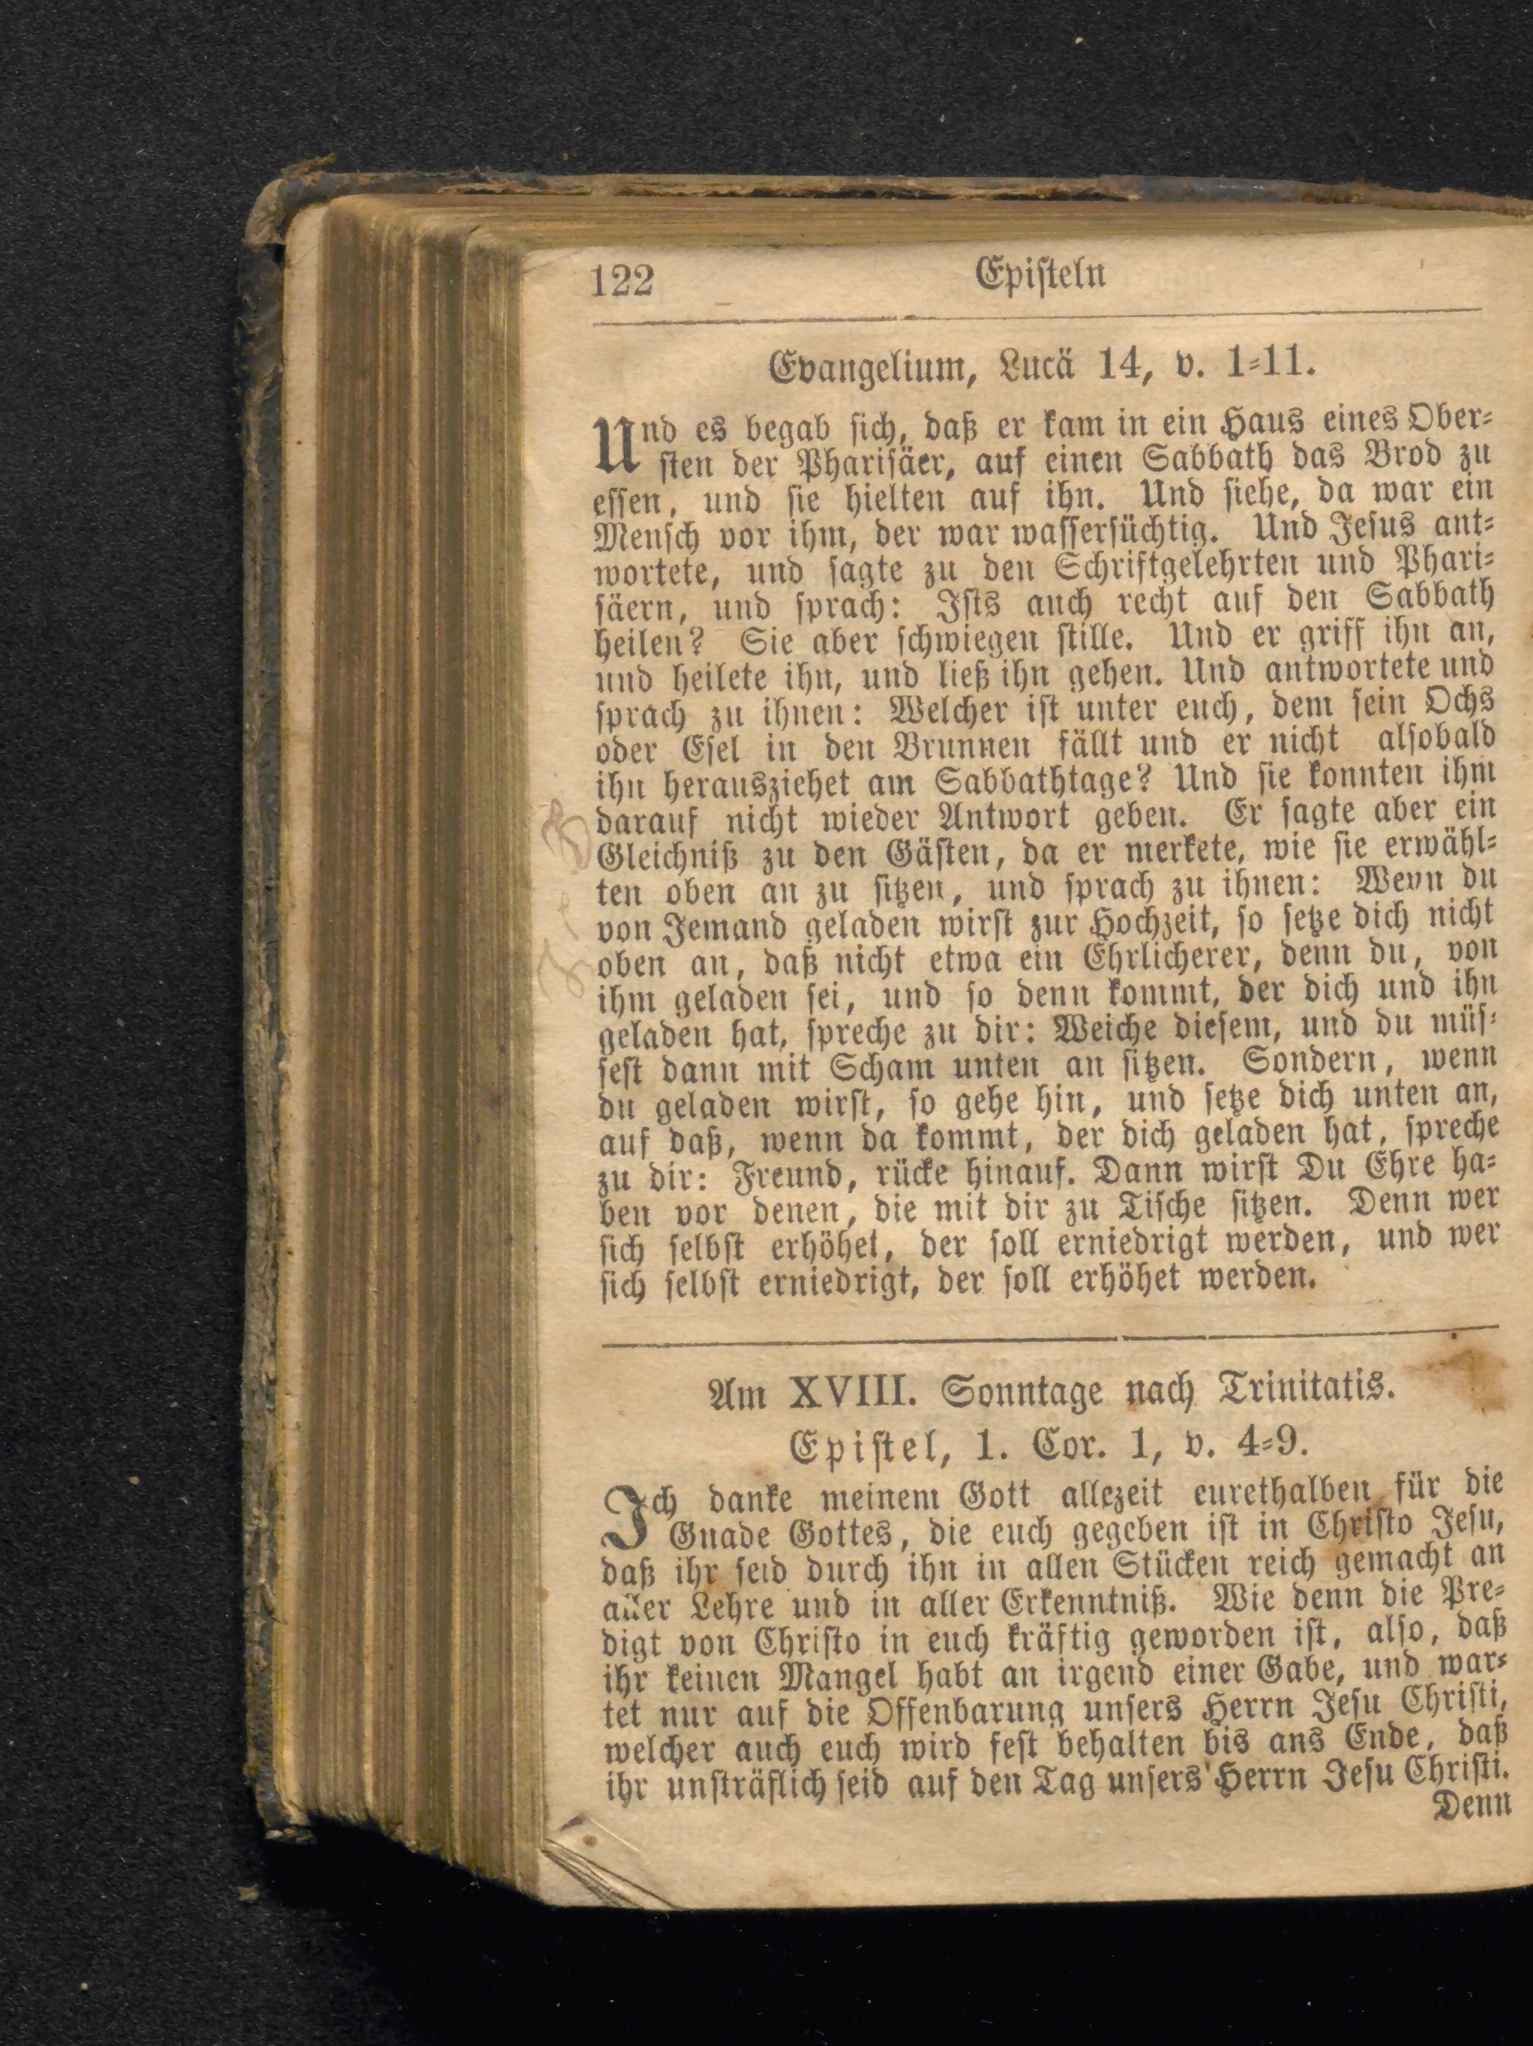 122 Episteln
Evangelium, Lucä 14, v. 1-11.
Und es begab sich, daß er kam in ein Haus eines Ober-
sten der Pharisäer, auf einen Sabbath das Brod zu
essen, und sie hielten auf ihn. Und siehe, da war ein
Mensch vor ihm, der war wassersüchtig. Und Jesus ant-
wortete, und sagte zu den Schriftgelehrten und Phari-
säern, und sprach: Ists auch recht auf den Sabbath
heilen? Sie aber schwiegen stille. Und er griff ihn an,
und heilete ihn, und ließ ihn gehen. Und antwortete und
sprach zu ihnen: Welcher ist unter euch, dem sein Ochs
oder Esel in den Brunnen fällt und er nicht alsobald
ihn herausziehet am Sabbathtage? Und sie konnten ihm
darauf nicht wieder Antwort geben. Er sagte aber ein
Gleichniß zu den Gästen, da er merkete, wie sie erwähl-
ten oben an zu sitzen, und sprach zu ihnen: Wenn du
von Jemand geladen wirst zur Hochzeit, so setze dich nicht
oben an, daß nicht etwa ein Ehrlicherer, denn du, von
ihm geladen sei, und so denn kommt, der dich und ihn
geladen hat, spreche zu dir: Weiche diesem, und du müs-
sest dann mit Scham unten an sitzen. Sondern, wenn
du geladen wirst, so gehe hin, und setze dich unten an,
auf daß, wenn da kommt, der dich geladen hat, spreche
zu dir: Freund, rücke hinauf. Dann wirst Du Ehre ha-
ben vor denen, die mit dir zu Tische sitzen. Denn wer
sich selbst erhöhet, der soll erniedrigt werden, und wer
sich selbst erniedrigt, der soll erhöhet werden.
Am XVIII. Sonntage nach Trinitatis.
Epistel, 1. Cor. 1, v. 4-9.
Ich danke meinem Gott allezeit eurethalben für die
Gnade Gottes, die euch gegeben ist in Christo Jesu,
daß ihr seid durch ihn in allen Stücken reich gemacht an
aller Lehre und in aller Erkenntniß. Wie denn die Pre-
digt von Christo in euch kräftig geworden ist, also, daß
ihr keinen Mangel habt an irgend einer Gabe, und war-
tet nur auf die Offenbarung unsers Herrn Jesu Christi,
welcher auch euch wird fest behalten bis ans Ende, daß
ihr unsträflich seid auf den Tag unsers Herrn Jesu Christi.
Denn